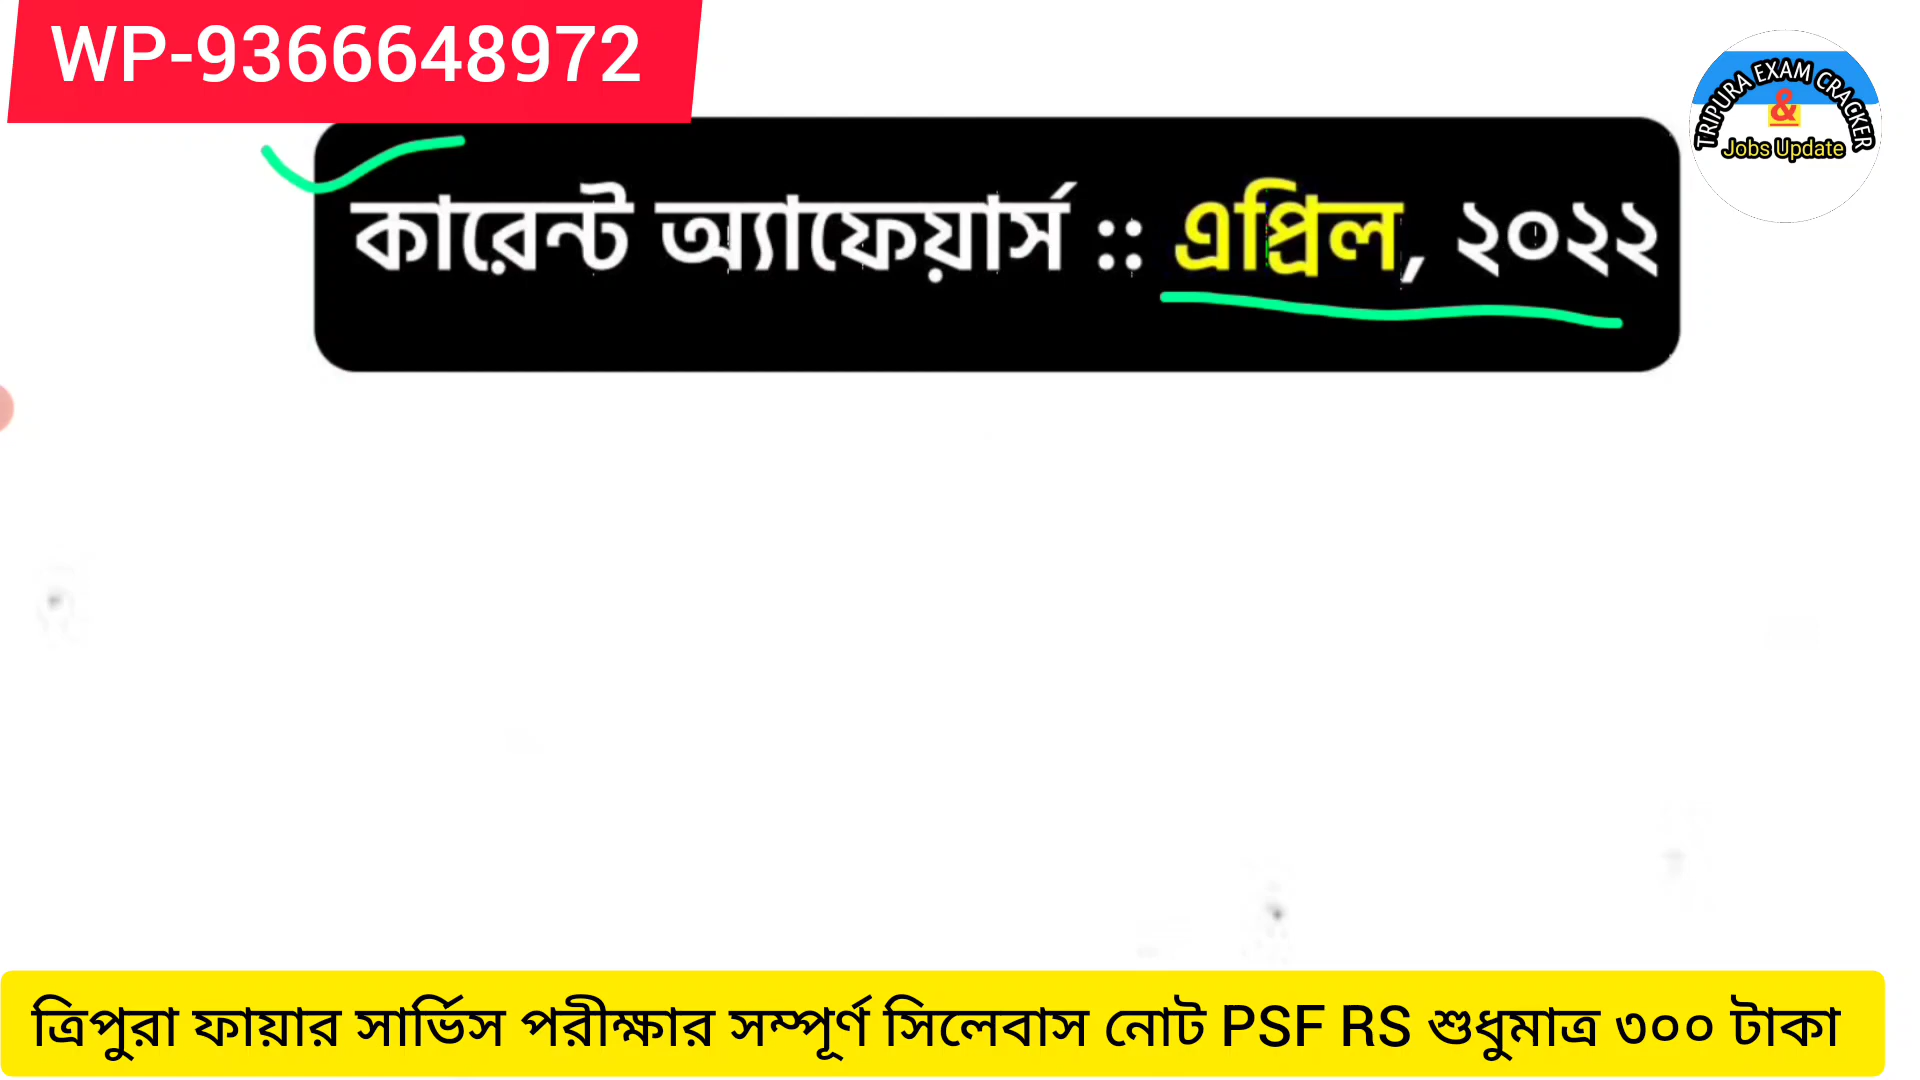 WP-9366648972
TRIPURA EXAM CRACKER
&
Jobs Update
কারেন্ট অ্যাফেয়ার্স :: এপ্রিল, ২০২২
ত্রিপুরা ফায়ার সার্ভিস পরীক্ষার সম্পূর্ণ সিলেবাস নোট PSF RS শুধুমাত্র ৩০০ টাকা